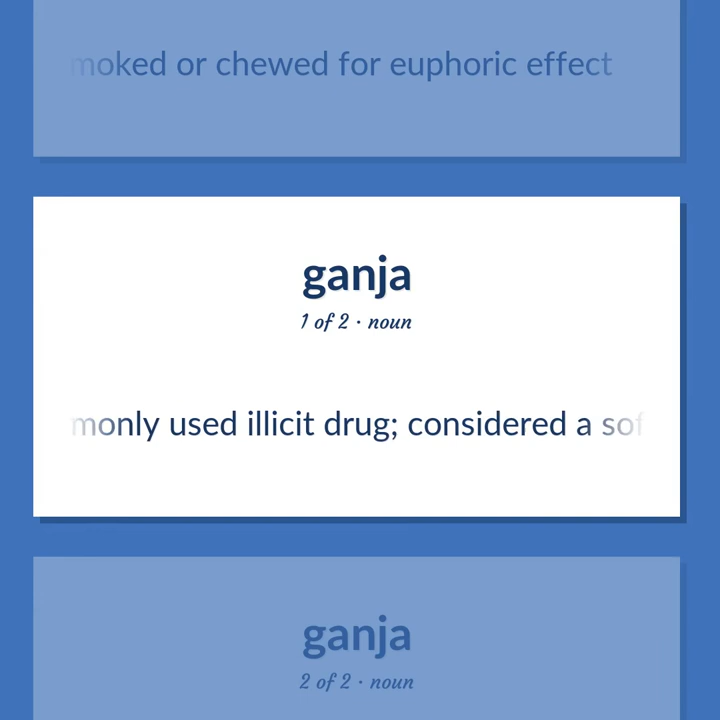 moked or chewed for euphoric effect
ganja
1 of 2 · noun
monly used illicit drug; considered a sof
ganja
2 of 2 · noun